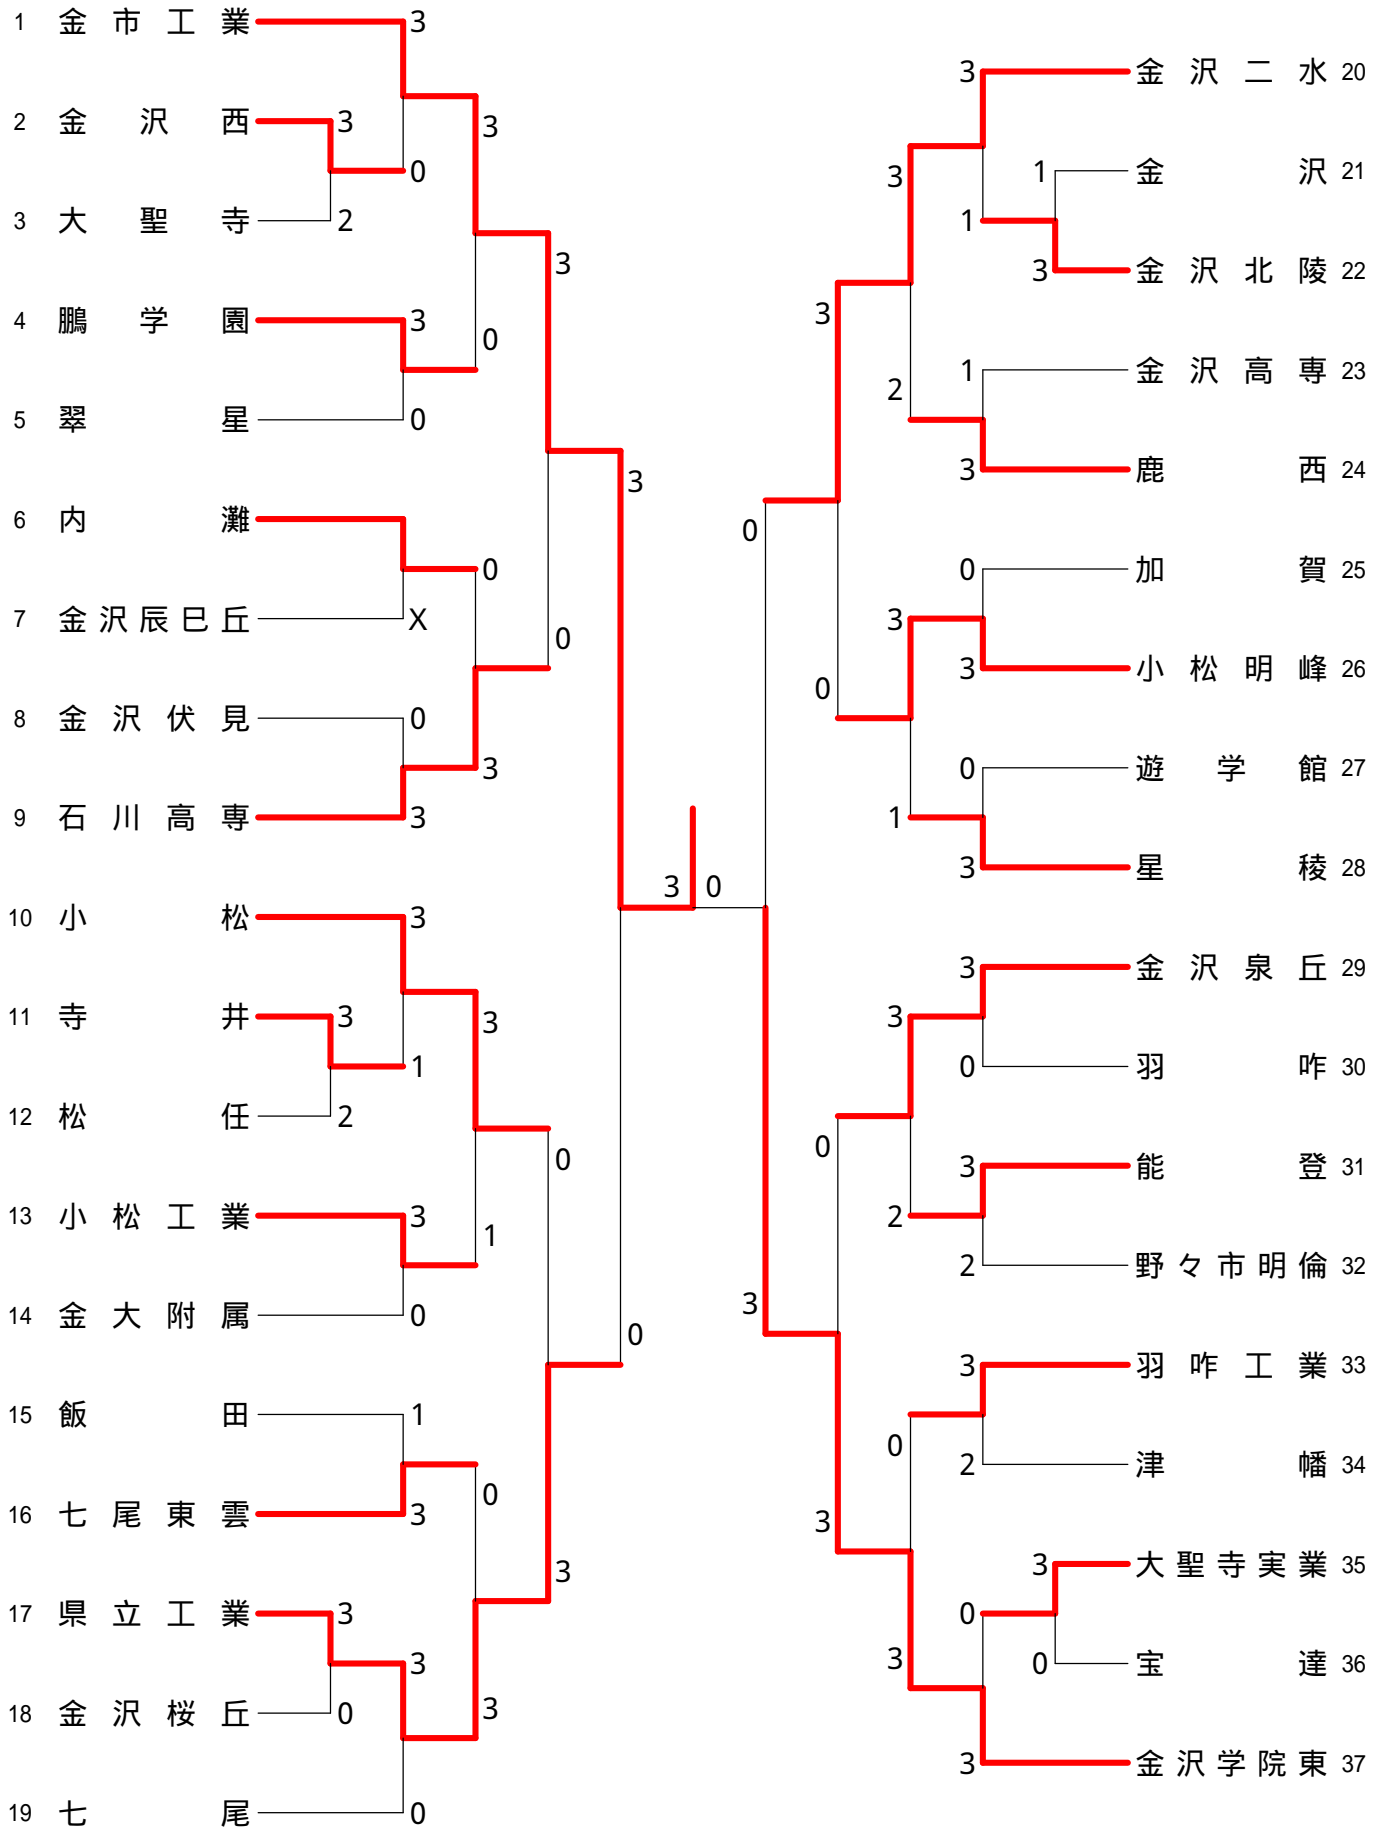 1 金市工業 3
金沢二水 20 3
2 金沢西 3
3
3
0
1
金沢 21
3 大聖寺 2
1
3
3
金沢北陵 22
4 鵬学園 3
3
0
1
金沢高専 23
2
5 翠星 0
3
鹿西 24
3
6 内灘
0
0
0
加賀 25
7 金沢辰巳丘 X
3
0
3
小松明峰 26
0
8 金沢伏見 0
3
0
遊学館 27
9 石川高専 3
1
3
星稜 28
3 0
10 小松 3
3
金沢泉丘 29
11 寺井 3
3
3
1
0
羽咋 30
12 松任 2
0
0
3
能登 31
13 小松工業 3
1
2
2
野々市明倫 32
14 金大附属 0
3
0
3
羽咋工業 33
15 飯田 1
0
0
2
津幡 34
16 七尾東雲 3
3
3
3
大聖寺実業 35
17 県立工業 3
0
3
3
0
宝達 36
18 金沢桜丘 0
3
3
金沢学院東 37
19 七尾 0